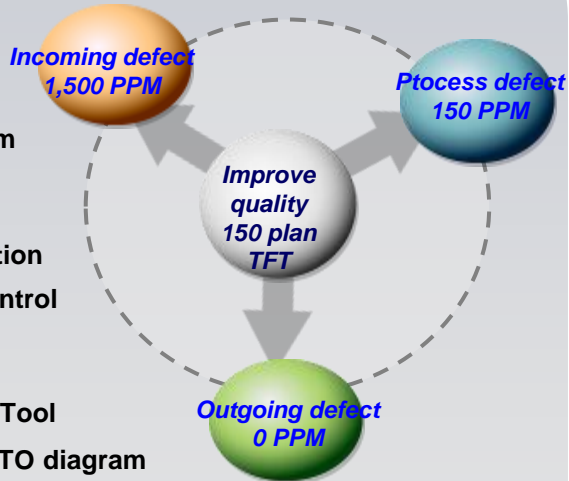 Incoming defect
1,500 PPM
Ptocess defect
150 PPM
m
Improve
quality
150 plan
TFT
tion
ntrol
Tool
TO diagram
Outgoing defect
0 PPM